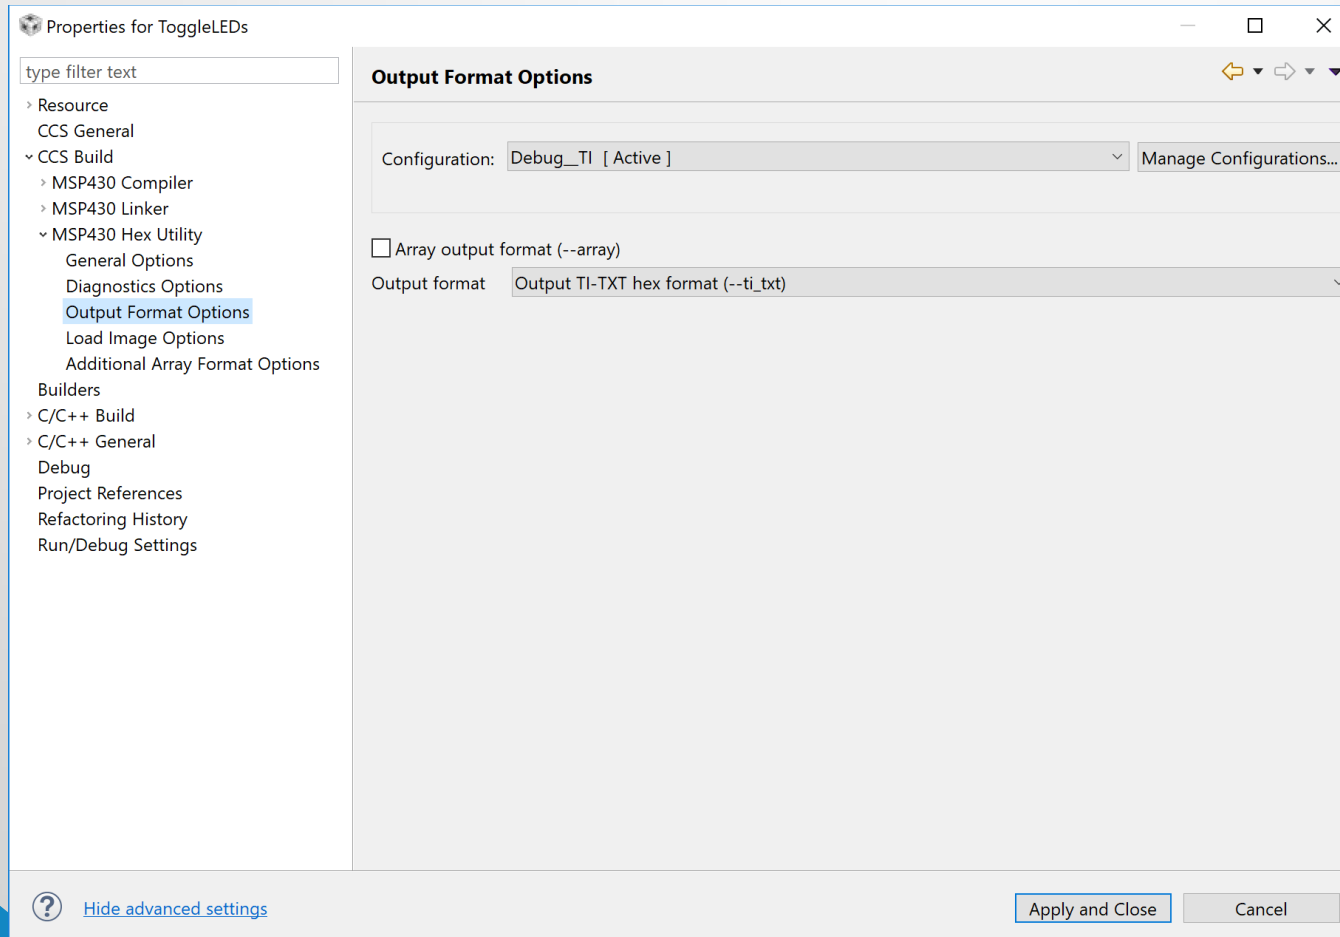 Properties for ToggleLEDs
type filter text
Resource
CCS General
CCS Build
MSP430 Compiler
MSP430 Linker
MSP430 Hex Utility
General Options
Diagnostics Options
Output Format Options
Load Image Options
Additional Array Format Options
Builders
C/C++ Build
C/C++ General
Debug
Project References
Refactoring History
Run/Debug Settings
Output Format Options
Configuration: Debug__TI [ Active ] Manage Configurations...
Array output format (--array)
Output format Output TI-TXT hex format (--ti_txt)
? Hide advanced settings Apply and Close Cancel